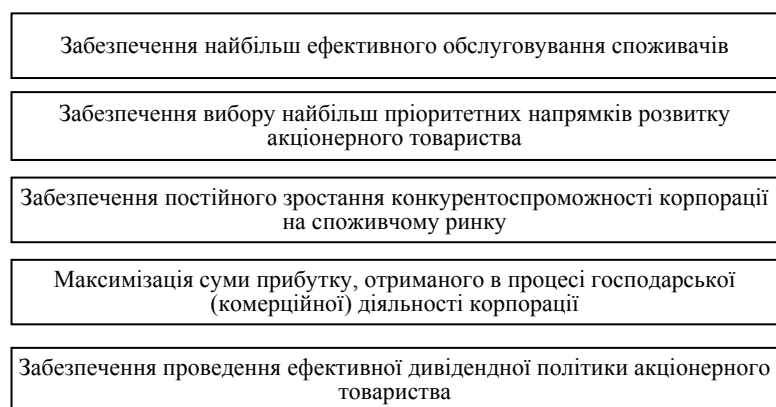 Забезпечення найбільш ефективного обслуговування споживачів
Забезпечення вибору найбільш пріоритетних напрямків розвитку
акціонерного товариства
Забезпечення постійного зростання конкурентоспроможності корпорації
на споживчому ринку
Максимізація суми прибутку, отриманого в процесі господарської
(комерційної) діяльності корпорації
Забезпечення проведення ефективної дивідендної політики акціонерного
товариства